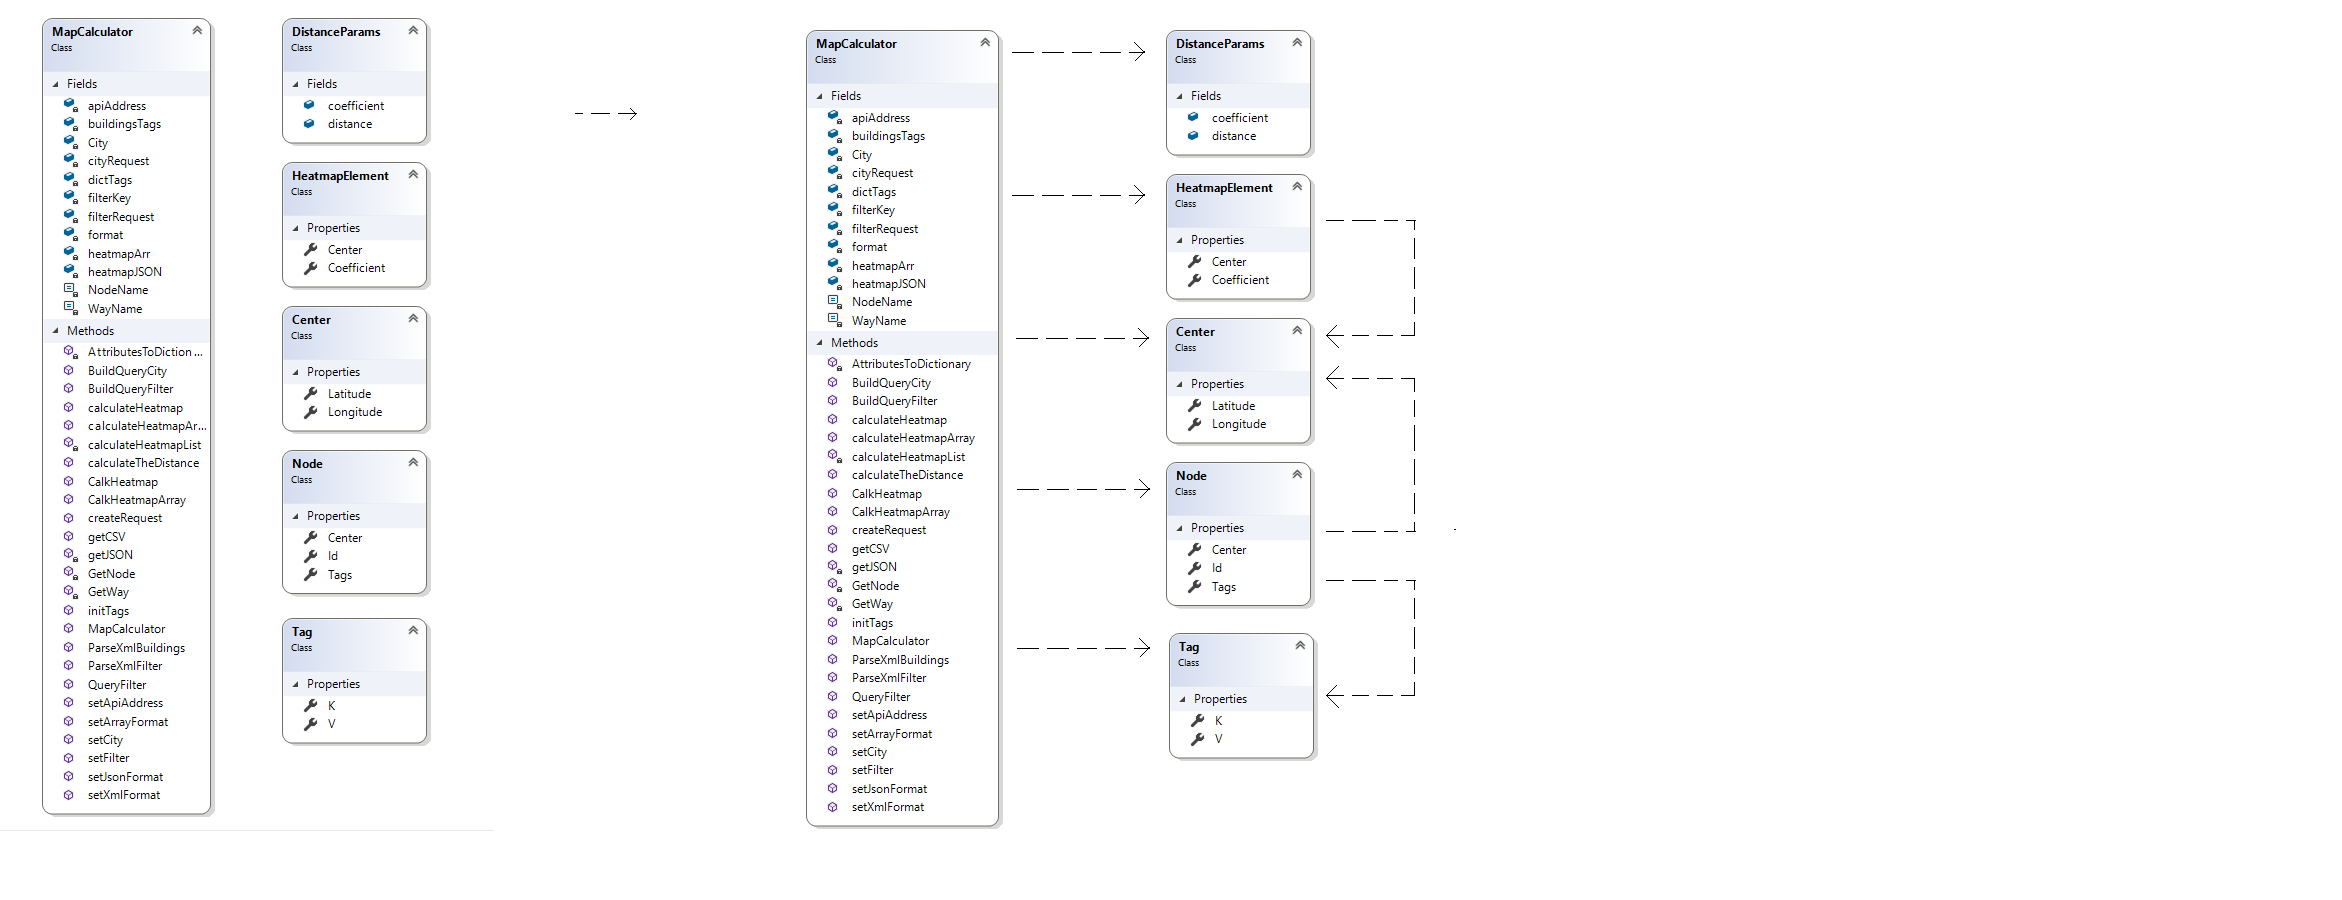 MapCalculator
Class
Fields
apiAddress
buildingsTags
City
cityRequest
dictTags
filterKey
filterRequest
format
heatmapArr
heatmapJSON
NodeName
WayName
Methods
AttributesToDiction ...
BuildQueryCity
BuildQueryFilter
calculateHeatmap
calculateHeatmapAr...
calculateHeatmapList
calculateTheDistance
CalkHeatmap
CalkHeatmapArray
createRequest
getCSV
getJSON
GetNode
GetWay
initTags
MapCalculator
ParseXmlBuildings
ParseXmlFilter
QueryFilter
setApiAddress
setArrayFormat
setCity
setFilter
setJsonFormat
setXmlFormat
DistanceParams
Class
Fields
coefficient
distance
HeatmapElement
Class
Properties
Center
Coefficient
Center
Class
Properties
Latitude
Longitude
Node
Class
Properties
Center
Id
Tags
Tag
Class
Properties
K
V
MapCalculator
Class
Fields
apiAddress
buildingsTags
City
cityRequest
dictTags
filterKey
filterRequest
format
heatmapArr
heatmapJSON
NodeName
WayName
Methods
AttributesToDictionary
BuildQueryCity
BuildQueryFilter
calculateHeatmap
calculateHeatmapArray
calculateHeatmapList
calculateTheDistance
CalkHeatmap
CalkHeatmapArray
createRequest
getCSV
getJSON
GetNode
GetWay
initTags
MapCalculator
ParseXmlBuildings
ParseXmlFilter
QueryFilter
setApiAddress
setArrayFormat
setCity
setFilter
setJsonFormat
setXmlFormat
DistanceParams
Class
Fields
coefficient
distance
HeatmapElement
Class
Properties
Center
Coefficient
Center
Class
Properties
Latitude
Longitude
Node
Class
Properties
Center
Id
Tags
Tag
Class
Properties
K
V